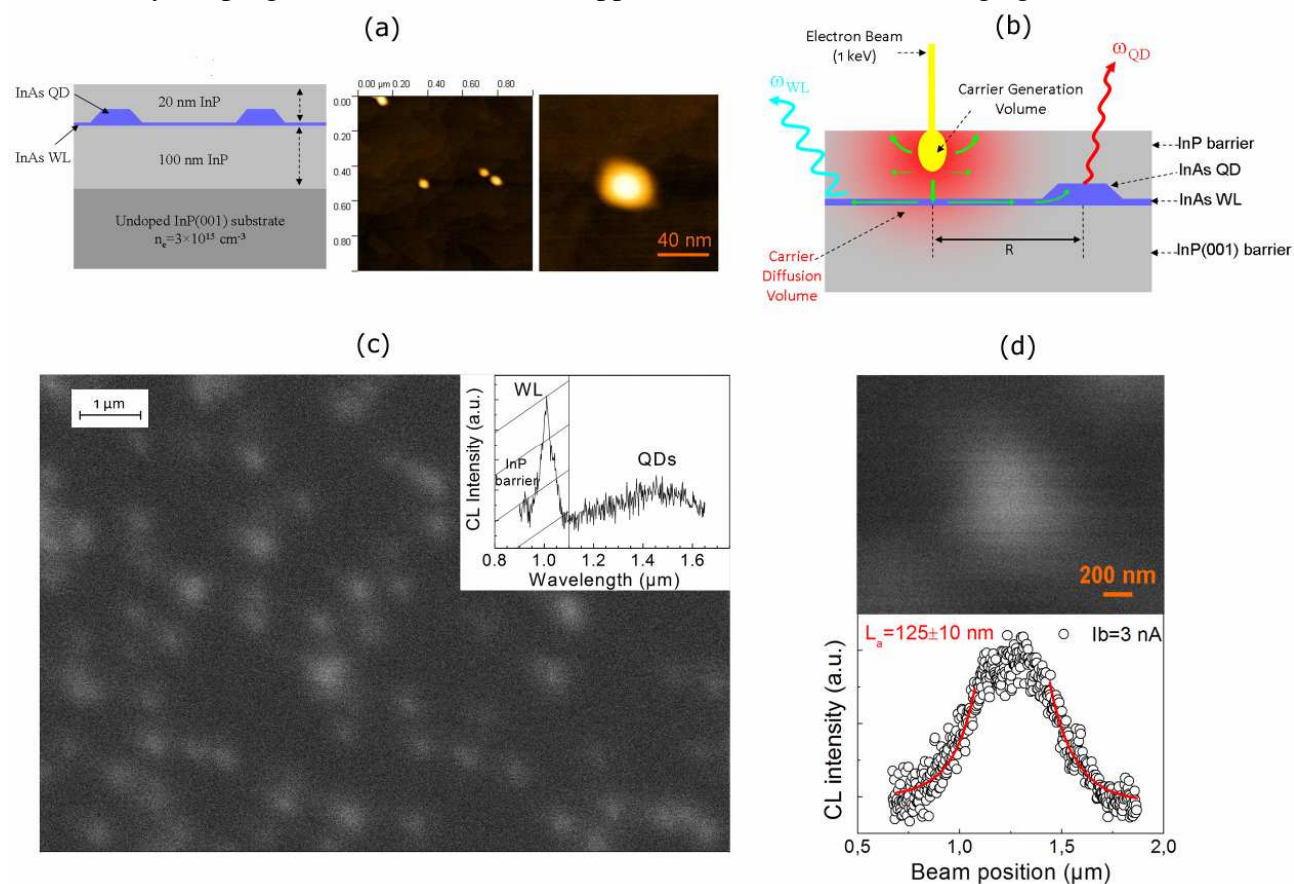 (a)
InAs QD
20 nm InP
InAs WL
100 nm InP
Undoped InP(001) substrate
nₑ=3×10¹⁵ cm⁻³
0.00 µm 0.20 0.40 0.60 0.80
0.00
0.20
0.40
0.60
0.80
40 nm
(b)
Electron Beam
(1 keV)
ωQD
ωWL
Carrier Generation
Volume
InP barrier
InAs QD
InAs WL
Carrier
Diffusion
Volume
R
InP(001) barrier
(c)
1 µm
WL
InP
barrier
QDs
CL Intensity (a.u.)
0.8 1.0 1.2 1.4 1.6
Wavelength (µm)
(d)
200 nm
Lₐ=125±10 nm
Ib=3 nA
CL intensity (a.u.)
0,5 1,0 1,5 2,0
Beam position (µm)